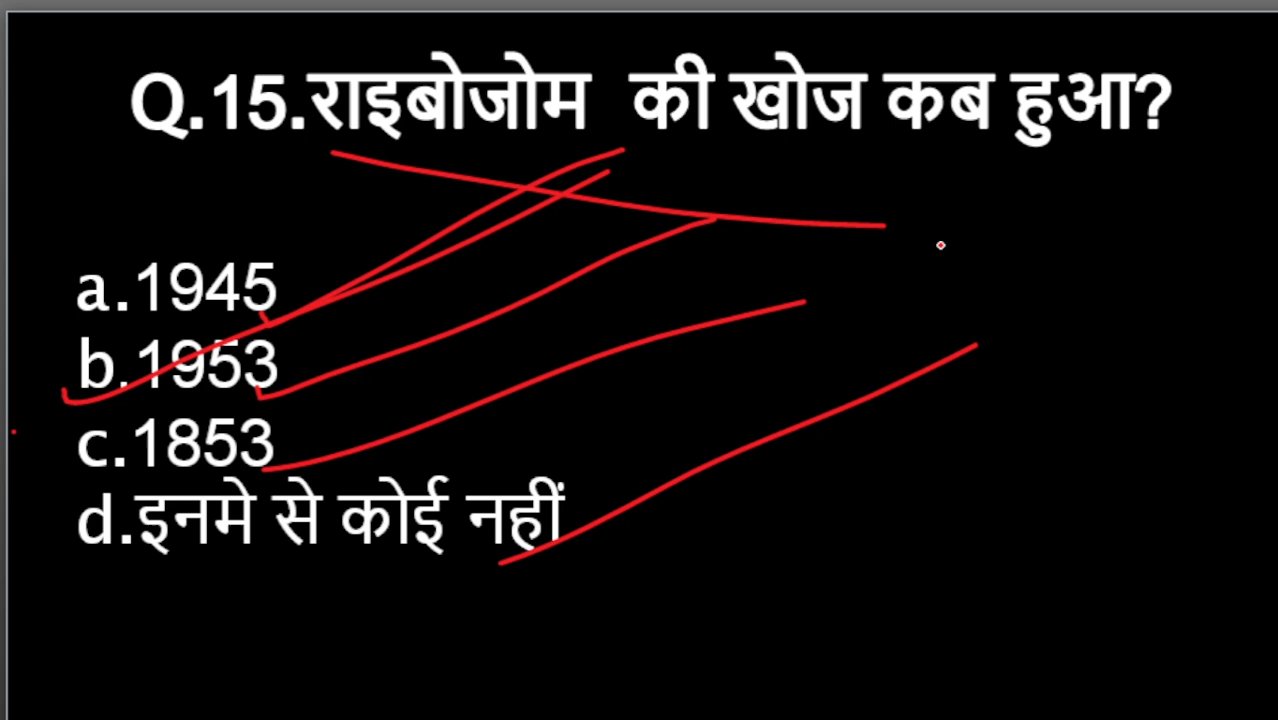 Q.15.राइबोजोम की खोज कब हुआ?
a.1945
b.1953
c.1853
d.इनमे से कोई नहीं